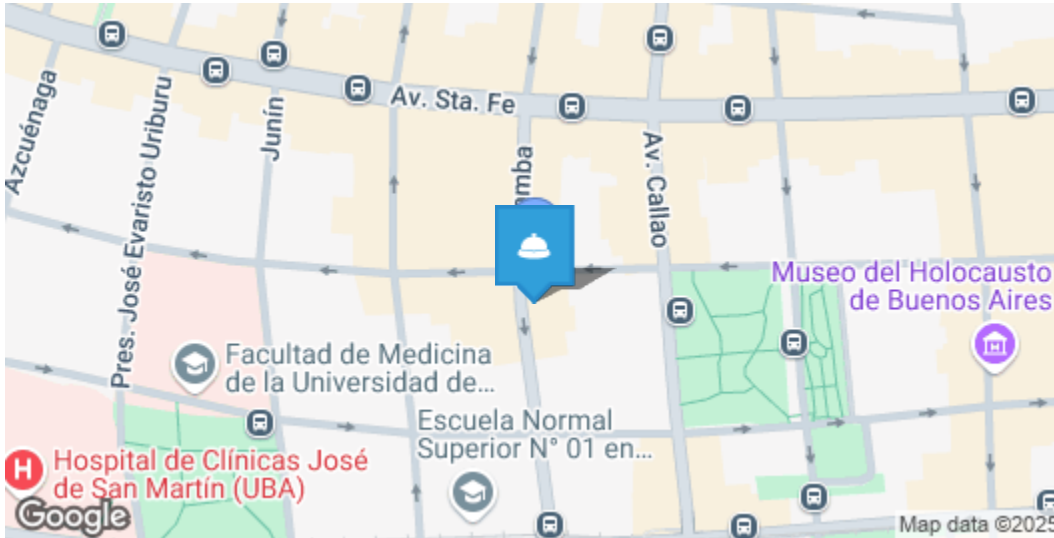 Av. Sta. Fe
Azcuénaga
Pres. José Evaristo Uriburu
Junín
amba
Av. Callao
Museo del Holocausto
de Buenos Aires
Facultad de Medicina
de la Universidad de...
Escuela Normal
Superior N° 01 en...
H
Hospital de Clínicas José
de San Martín (UBA)
Google
Map data ©2025